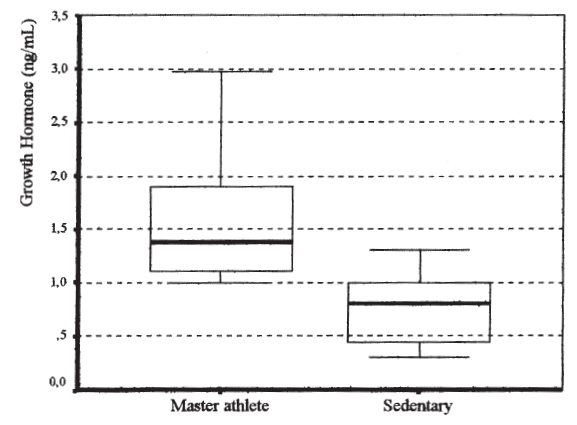 Growth Hormone (ng/mL)
3,5
3,0
2,5
2,0
1,5
1,0
,5
0,0
Master athlete
Sedentary